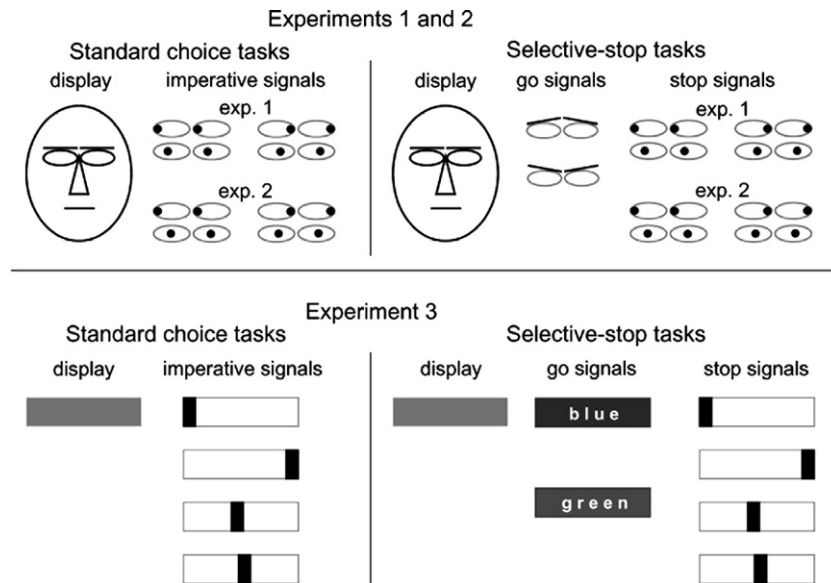 Experiments 1 and 2
Standard choice tasks
display imperative signals
exp. 1
exp. 2
Selective-stop tasks
display go signals stop signals
exp. 1
exp. 2
Experiment 3
Standard choice tasks
display imperative signals
Selective-stop tasks
display go signals stop signals
blue
green